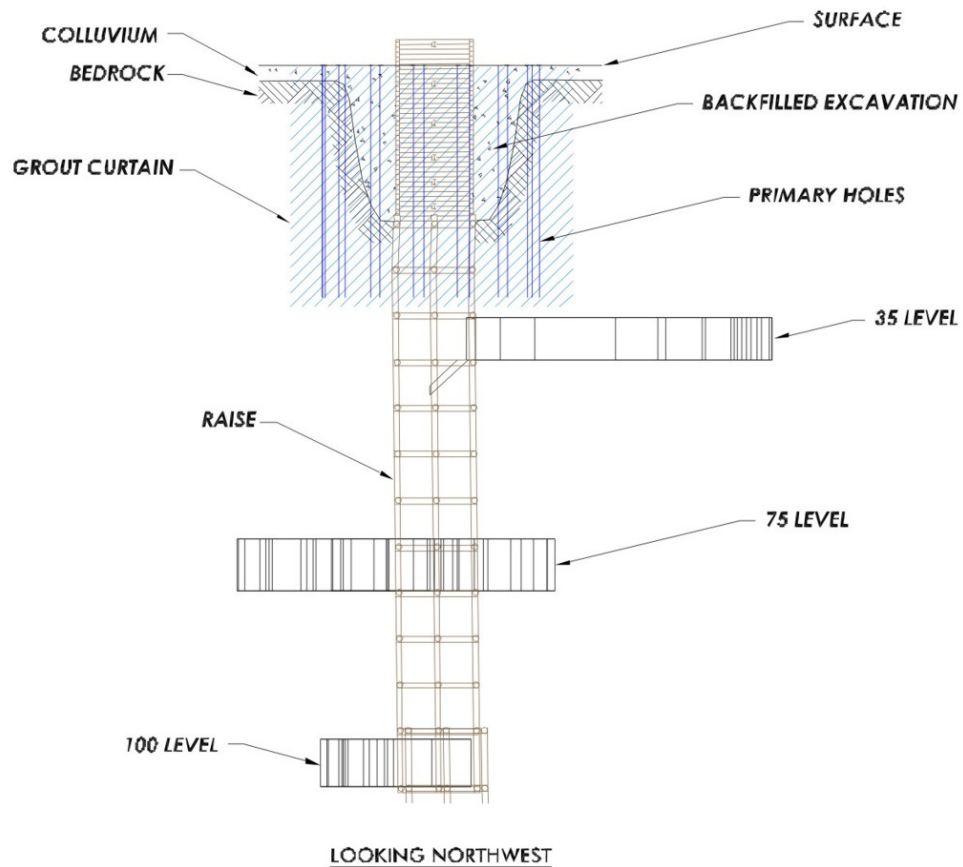 SURFACE
COLLUVIUM
BEDROCK
BACKFILLED EXCAVATION
GROUT CURTAIN
PRIMARY HOLES
35 LEVEL
RAISE
75 LEVEL
100 LEVEL
LOOKING NORTHWEST